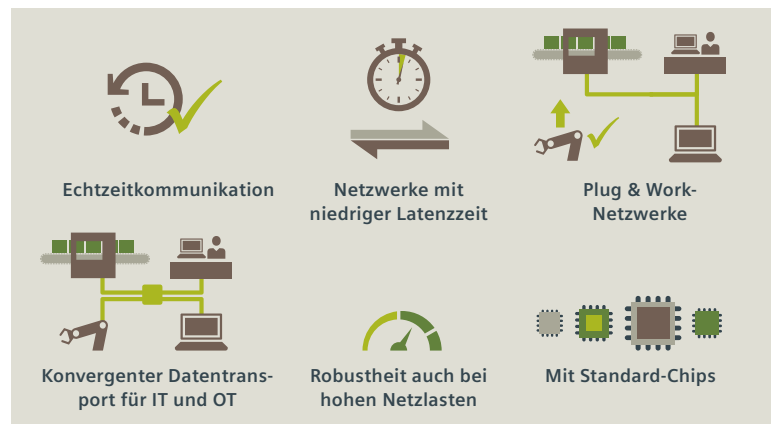 Echtzeitkommunikation
Netzwerke mit
niedriger Latenzzeit
Plug & Work-
Netzwerke
Konvergenter Datentrans-
port für IT und OT
Robustheit auch bei
hohen Netzlasten
Mit Standard-Chips